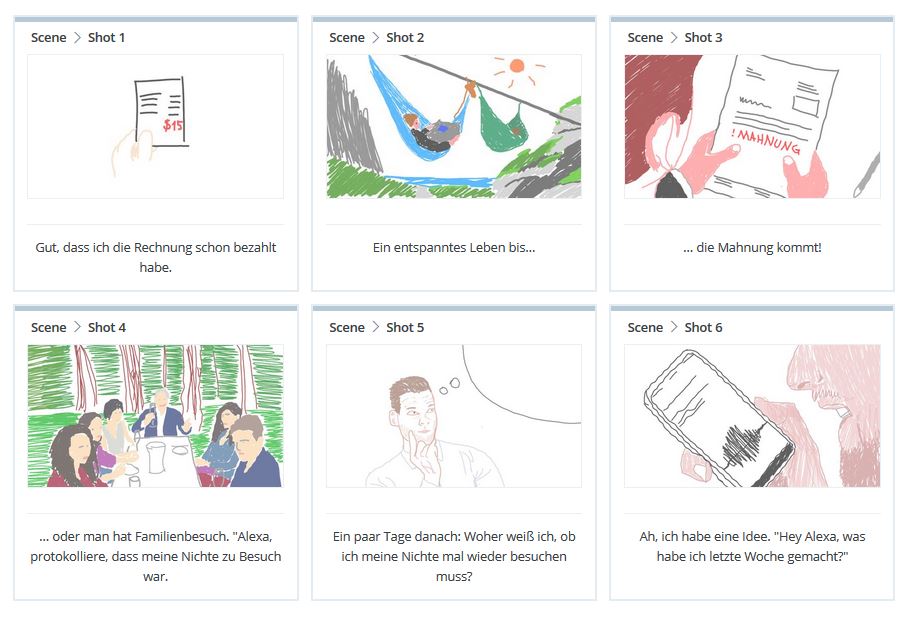 Scene > Shot 1
$15
Gut, dass ich die Rechnung schon bezahlt
habe.
Scene > Shot 2
Ein entspanntes Leben bis...
Scene > Shot 3
! MAHNUNG
... die Mahnung kommt!
Scene > Shot 4
... oder man hat Familienbesuch. "Alexa,
protokolliere, dass meine Nichte zu Besuch
war.
Scene > Shot 5
Ein paar Tage danach: Woher weiß ich, ob
ich meine Nichte mal wieder besuchen
muss?
Scene > Shot 6
Ah, ich habe eine Idee. "Hey Alexa, was
habe ich letzte Woche gemacht?"